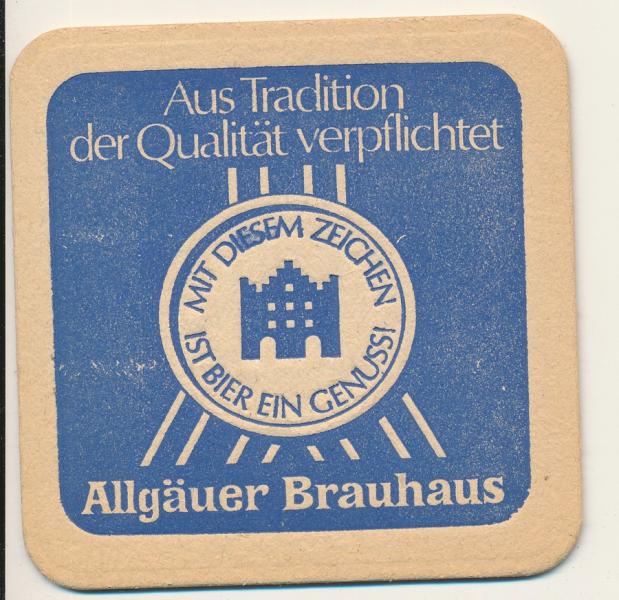 Aus Tradition
der Qualität verpflichtet
MIT DIESEM ZEICHEN
IST BIER EIN GENUSS!
Allgäuer Brauhaus